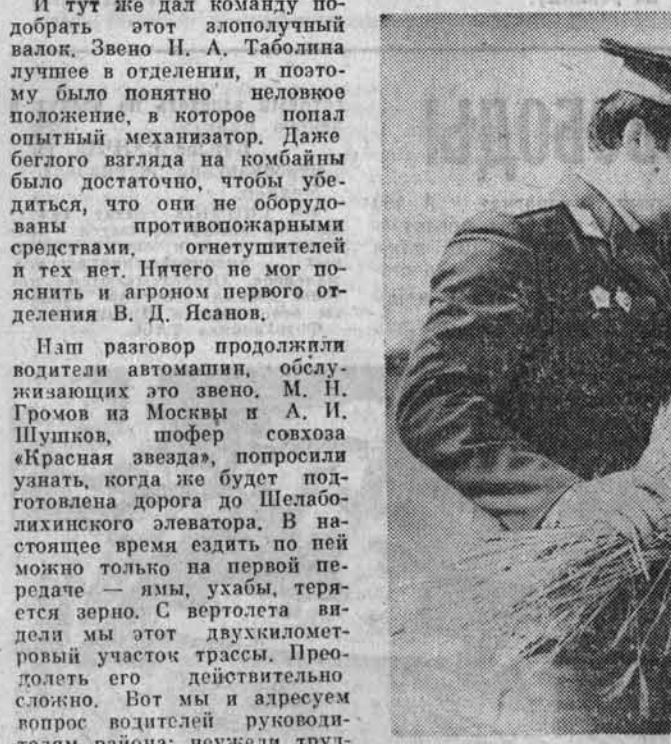 И тут же дал команду по-
добрать этот злополучный
валок. Звено Н. А. Таболина
лучшее в отделении, и поэто-
му было понятно неловкое
положение, в которое попал
опытный механизатор. Даже
беглого взгляда на комбайны
было достаточно, чтобы убе-
диться, что они не оборудо-
ваны противопожарными
средствами, огнетушителей
и тех нет. Ничего не мог по-
яснить и агроном первого от-
деления В. Д. Ясанов.
Наш разговор продолжили
водители автомашин, обслу-
живающих это звено. М. Н.
Громов из Москвы и А. И.
Шушков, шофер совхоза
«Красная звезда», попросили
узнать, когда же будет под-
готовлена дорога до Шелабо-
лихинского элеватора. В на-
стоящее время ездить по ней
можно только на первой пе-
редаче — ямы, ухабы, теря-
ется зерно. С вертолета ви-
дели мы этот двухкиломет-
ровый участок трассы. Прео-
долеть его действительно
сложно. Вот мы и адресуем
вопрос водителей руководи-
телям района: неужели труд-